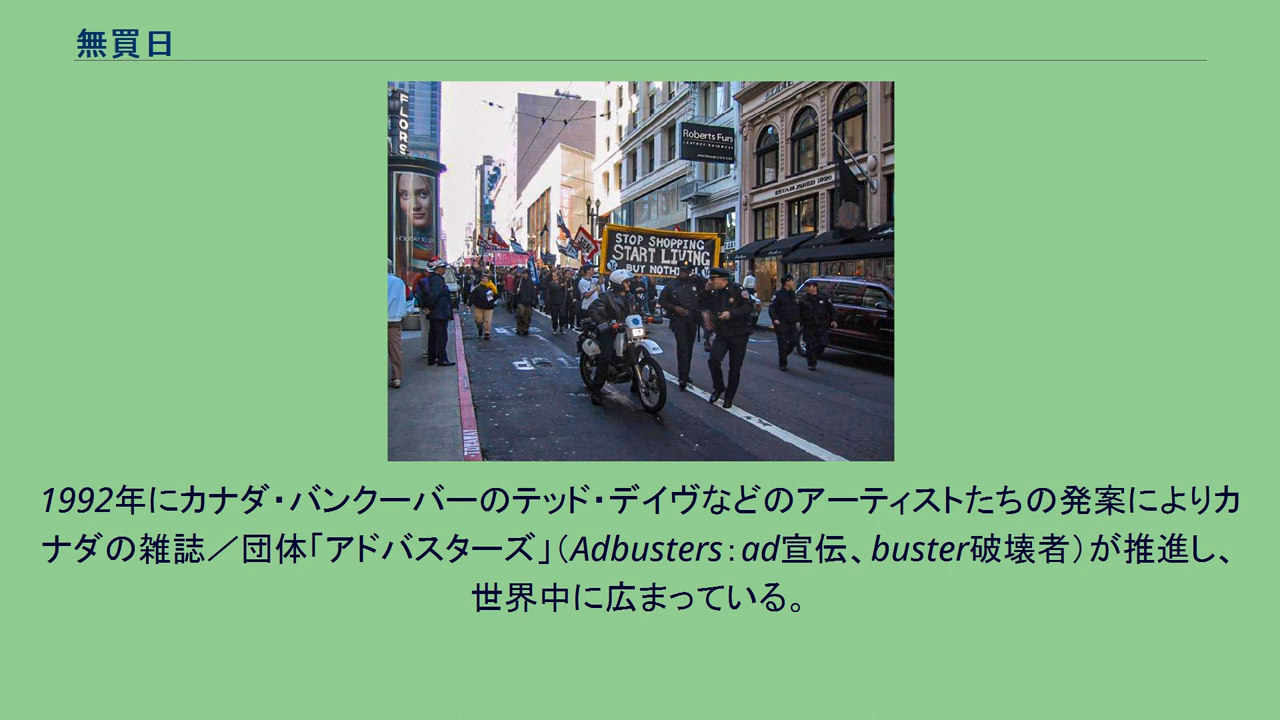 無買日
FLORS
Roberts Furs
ESTABLISHED 1920
STOP SHOPPING
START LIVING
BUY NOTHI
1992年にカナダ・バンクーバーのテッド・デイヴなどのアーティストたちの発案によりカ
ナダの雑誌／団体「アドバスターズ」（Adbusters：ad宣伝、buster破壊者）が推進し、
世界中に広まっている。